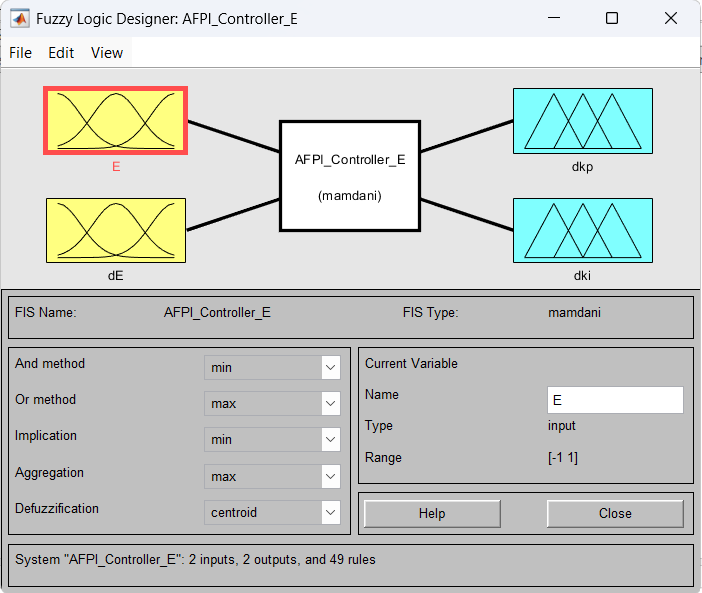 Fuzzy Logic Designer: AFPI_Controller_E
File Edit View
E
dE
AFPI_Controller_E
(mamdani)
dkp
dki
FIS Name: AFPI_Controller_E FIS Type: mamdani
And method min
Or method max
Implication min
Aggregation max
Defuzzification centroid
Current Variable
Name E
Type input
Range [-1 1]
Help Close
System "AFPI_Controller_E": 2 inputs, 2 outputs, and 49 rules